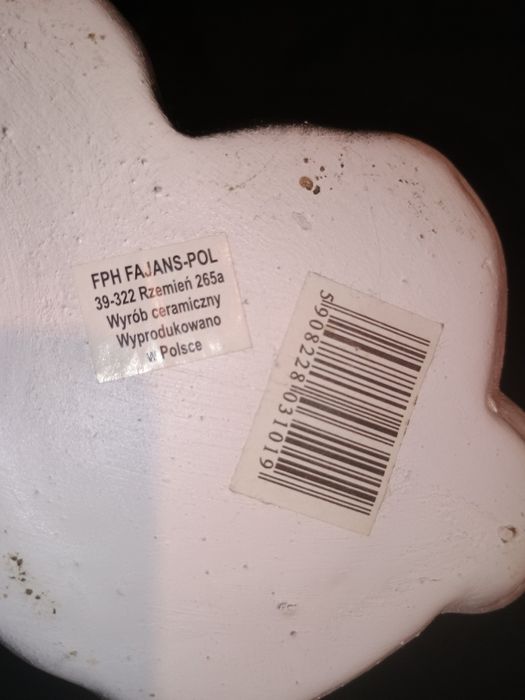 FPH FAJANS-POL
39-322 Rzemień 265a
Wyrób ceramiczny
Wyprodukowano
w Polsce
5908228031019